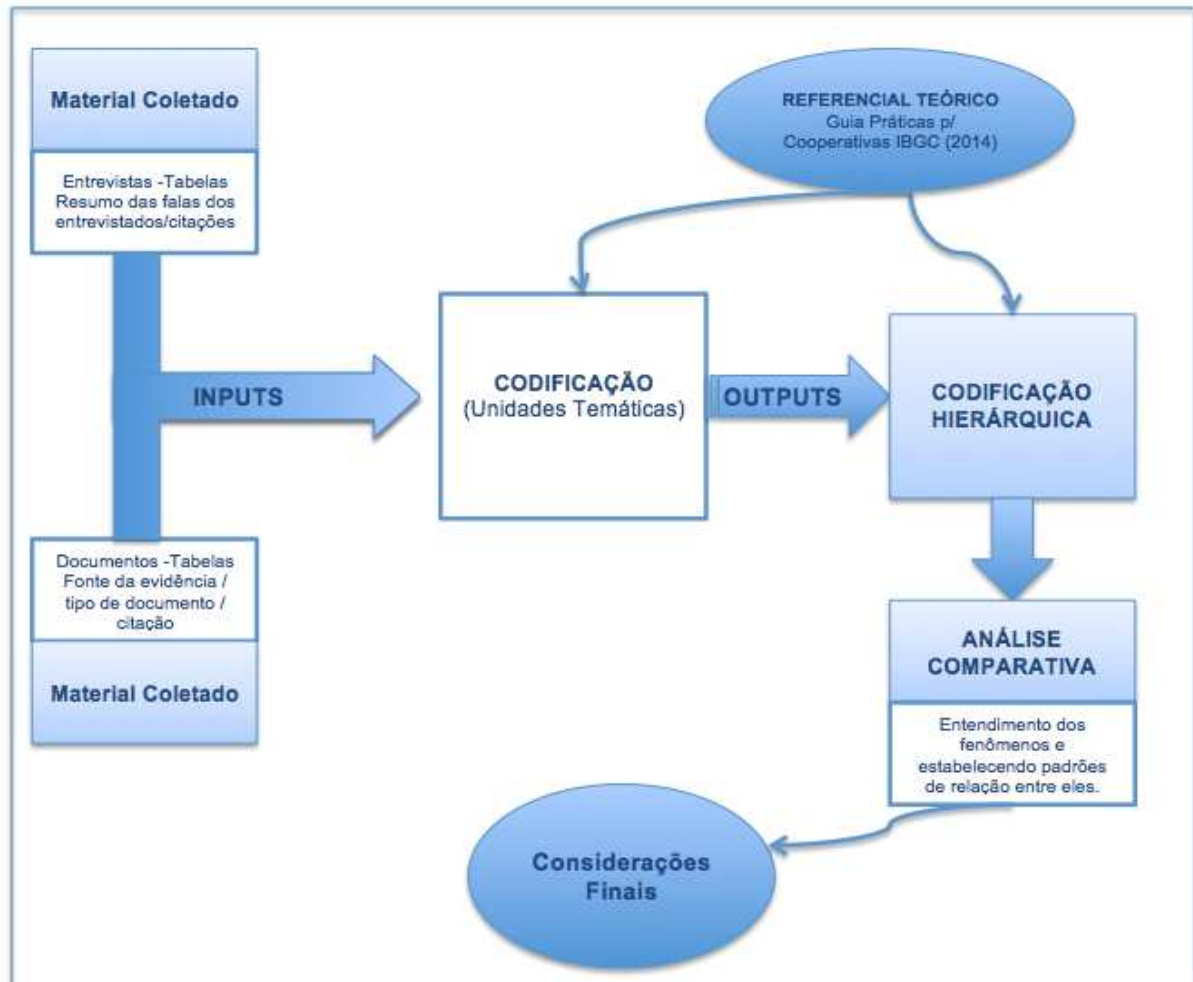 Material Coletado
Entrevistas -Tabelas
Resumo das falas dos
entrevistados/citações
REFERENCIAL TEÓRICO
Guia Práticas p/
Cooperativas IBGC (2014)
INPUTS
CODIFICAÇÃO
(Unidades Temáticas)
OUTPUTS
CODIFICAÇÃO
HIERÁRQUICA
Documentos -Tabelas
Fonte da evidência /
tipo de documento /
citação
Material Coletado
ANÁLISE
COMPARATIVA
Entendimento dos
fenômenos e
estabelecendo padrões
de relação entre eles.
Considerações
Finais